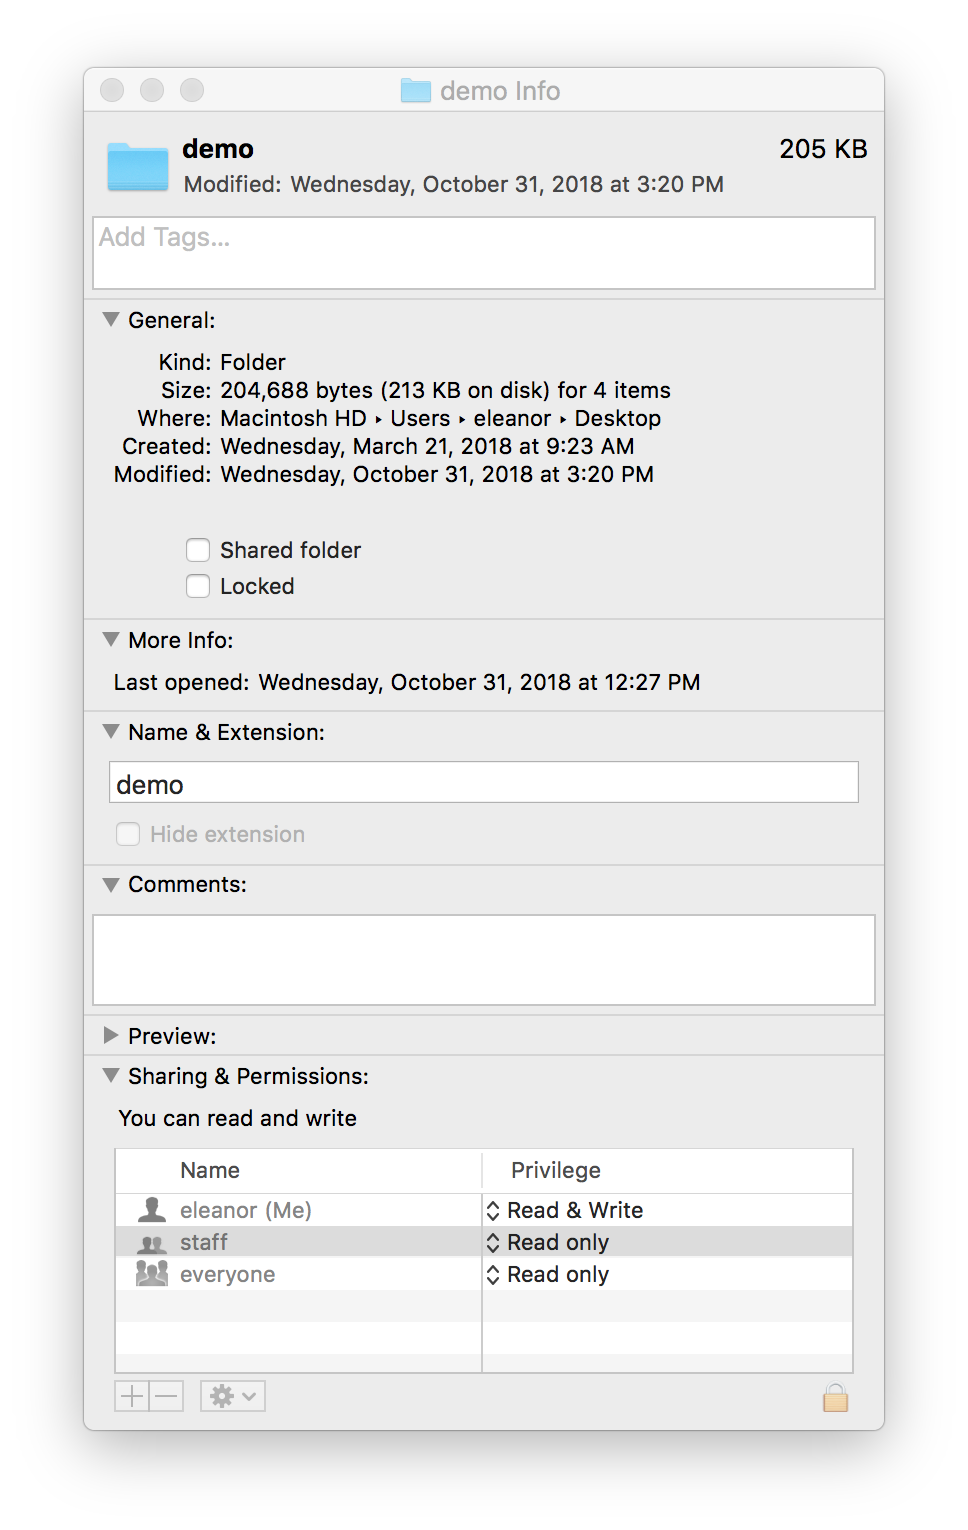 demo Info
demo
205 KB
Modified: Wednesday, October 31, 2018 at 3:20 PM
Add Tags...
General:
Kind: Folder
Size: 204,688 bytes (213 KB on disk) for 4 items
Where: Macintosh HD ▸ Users ▸ eleanor ▸ Desktop
Created: Wednesday, March 21, 2018 at 9:23 AM
Modified: Wednesday, October 31, 2018 at 3:20 PM
Shared folder
Locked
More Info:
Last opened: Wednesday, October 31, 2018 at 12:27 PM
Name & Extension:
demo
Hide extension
Comments:
Preview:
Sharing & Permissions:
You can read and write
Name Privilege
eleanor (Me) Read & Write
staff Read only
everyone Read only